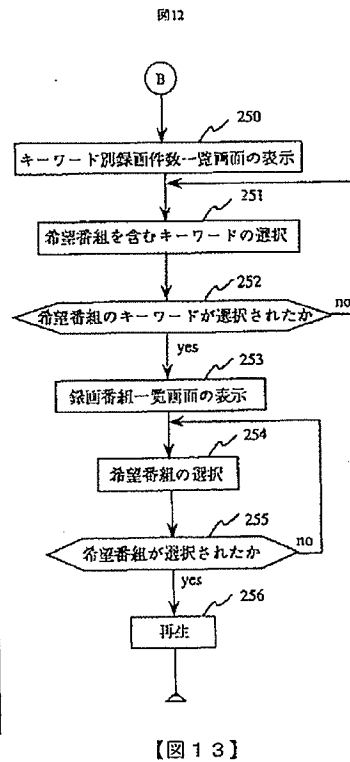 図12
B
250
キーワード別録画件数一覧画面の表示
251
希望番組を含むキーワードの選択
252
希望番組のキーワードが選択されたか
no
yes
253
録画番組一覧画面の表示
254
希望番組の選択
255
希望番組が選択されたか
no
yes
256
再生
【図13】